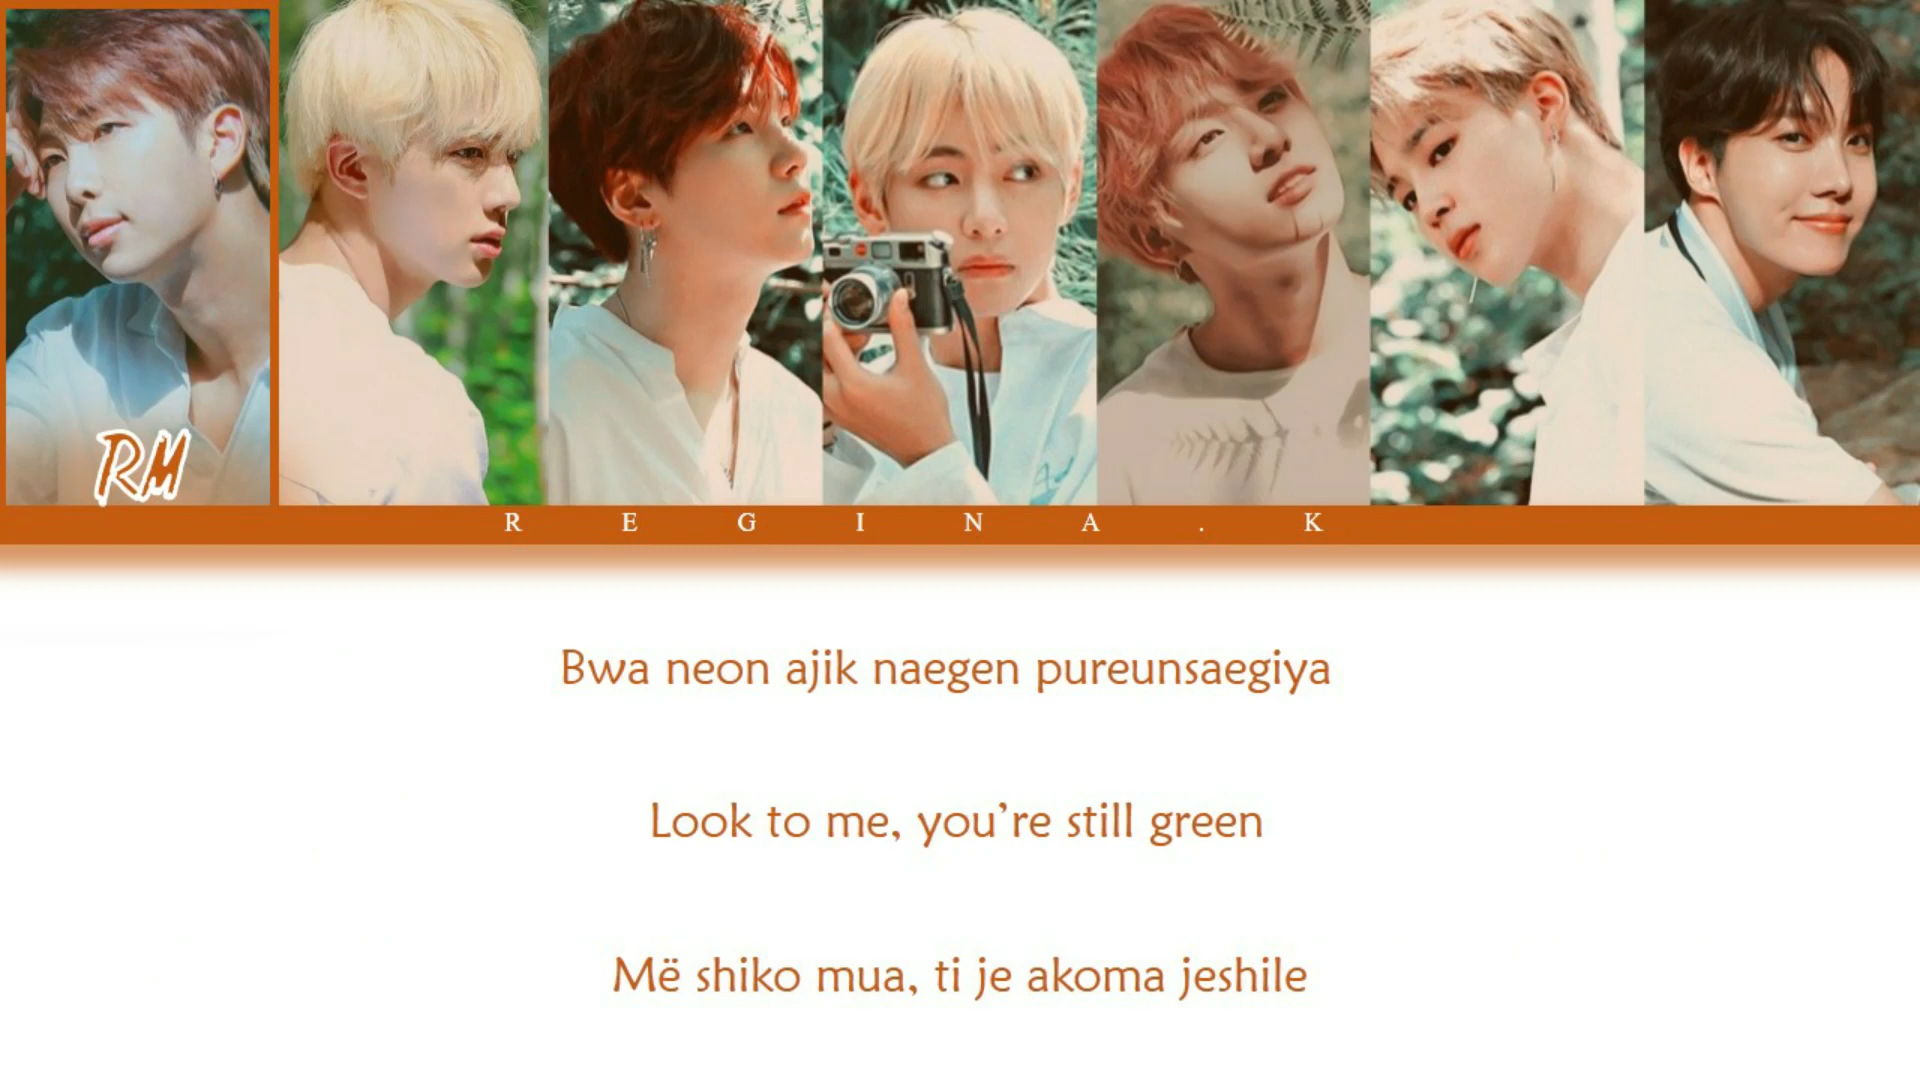 RM
R E G I N A . K
Bwa neon ajik naegen pureunsaegiya
Look to me, you’re still green
Më shiko mua, ti je akoma jeshile